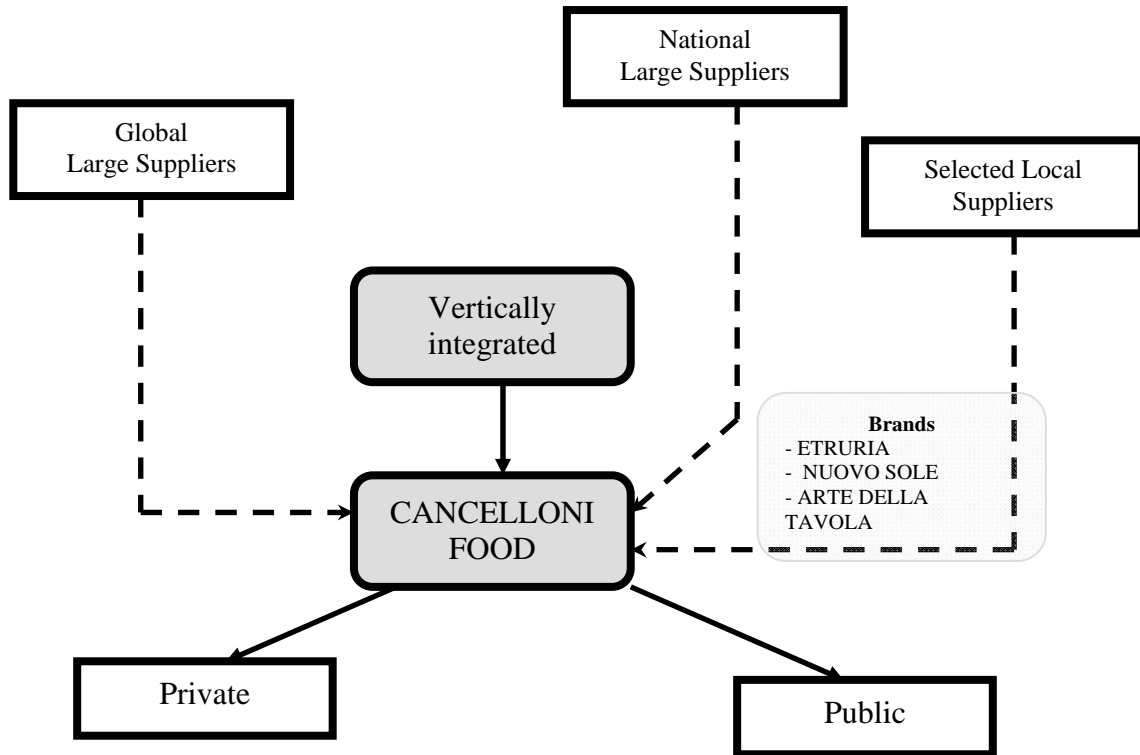 National
Large Suppliers
Global
Large Suppliers
Selected Local
Suppliers
Vertically
integrated
Brands
- ETRURIA
- NUOVO SOLE
- ARTE DELLA
TAVOLA
CANCELLONI
FOOD
Private
Public